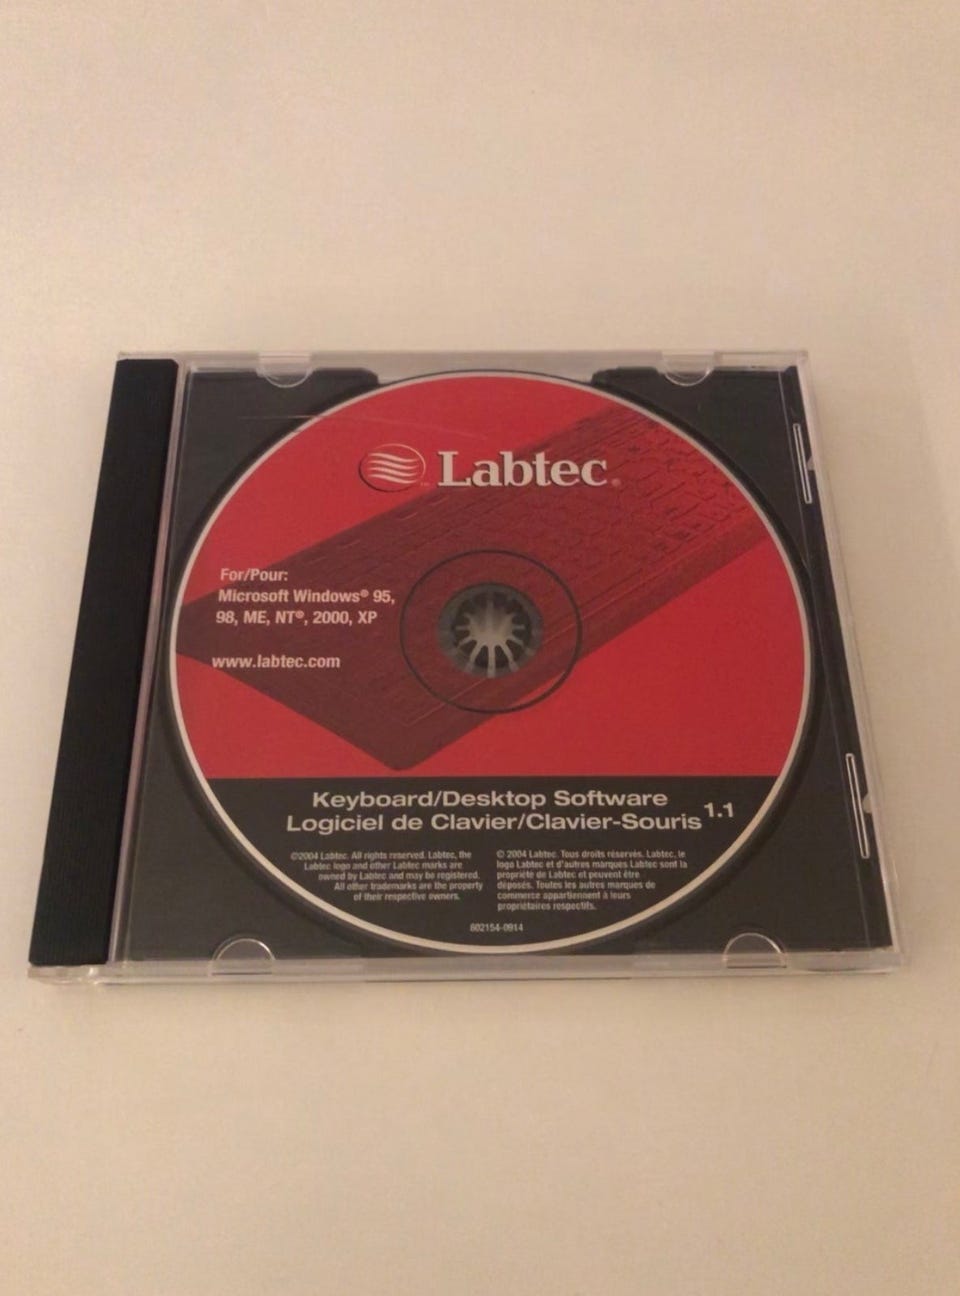 Labtec®
For/Pour:
Microsoft Windows® 95,
98, ME, NT®, 2000, XP
www.labtec.com
Keyboard/Desktop Software
Logiciel de Clavier/Clavier-Souris 1.1
©2004 Labtec. All rights reserved. Labtec, the
Labtec logo and other Labtec marks are
owned by Labtec and may be registered.
All other trademarks are the property
of their respective owners.
© 2004 Labtec. Tous droits réservés. Labtec, le
logo Labtec et d'autres marques Labtec sont la
propriété de Labtec et peuvent être
déposés. Toutes les autres marques de
commerce appartiennent à leurs
propriétaires respectifs.
802154-0914